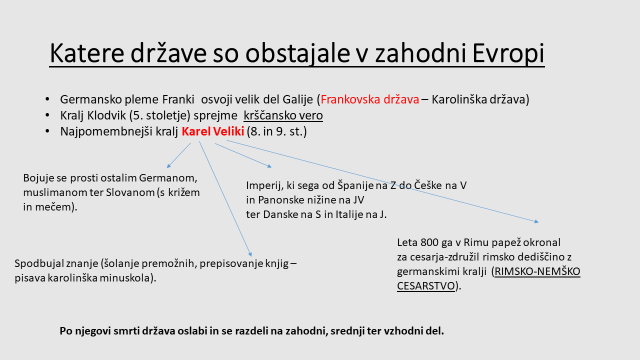 Katere države so obstajale v zahodni Evropi
• Germansko pleme Franki osvoji velik del Galije (Frankovska država – Karolinška država)
• Kralj Klodvik (5. stoletje) sprejme krščansko vero
• Najpomembnejši kralj Karel Veliki (8. in 9. st.)
Bojuje se prosti ostalim Germanom,
muslimanom ter Slovanom (s križem
in mečem).
Imperij, ki sega od Španije na Z do Češke na V
in Panonske nižine na JV
ter Danske na S in Italije na J.
Leta 800 ga v Rimu papež okronal
za cesarja-združil rimsko dediščino z
germanskimi kralji (RIMSKO-NEMŠKO
CESARSTVO).
Spodbujal znanje (šolanje premožnih, prepisovanje knjig –
pisava karolinška minuskola).
Po njegovi smrti država oslabi in se razdeli na zahodni, srednji ter vzhodni del.